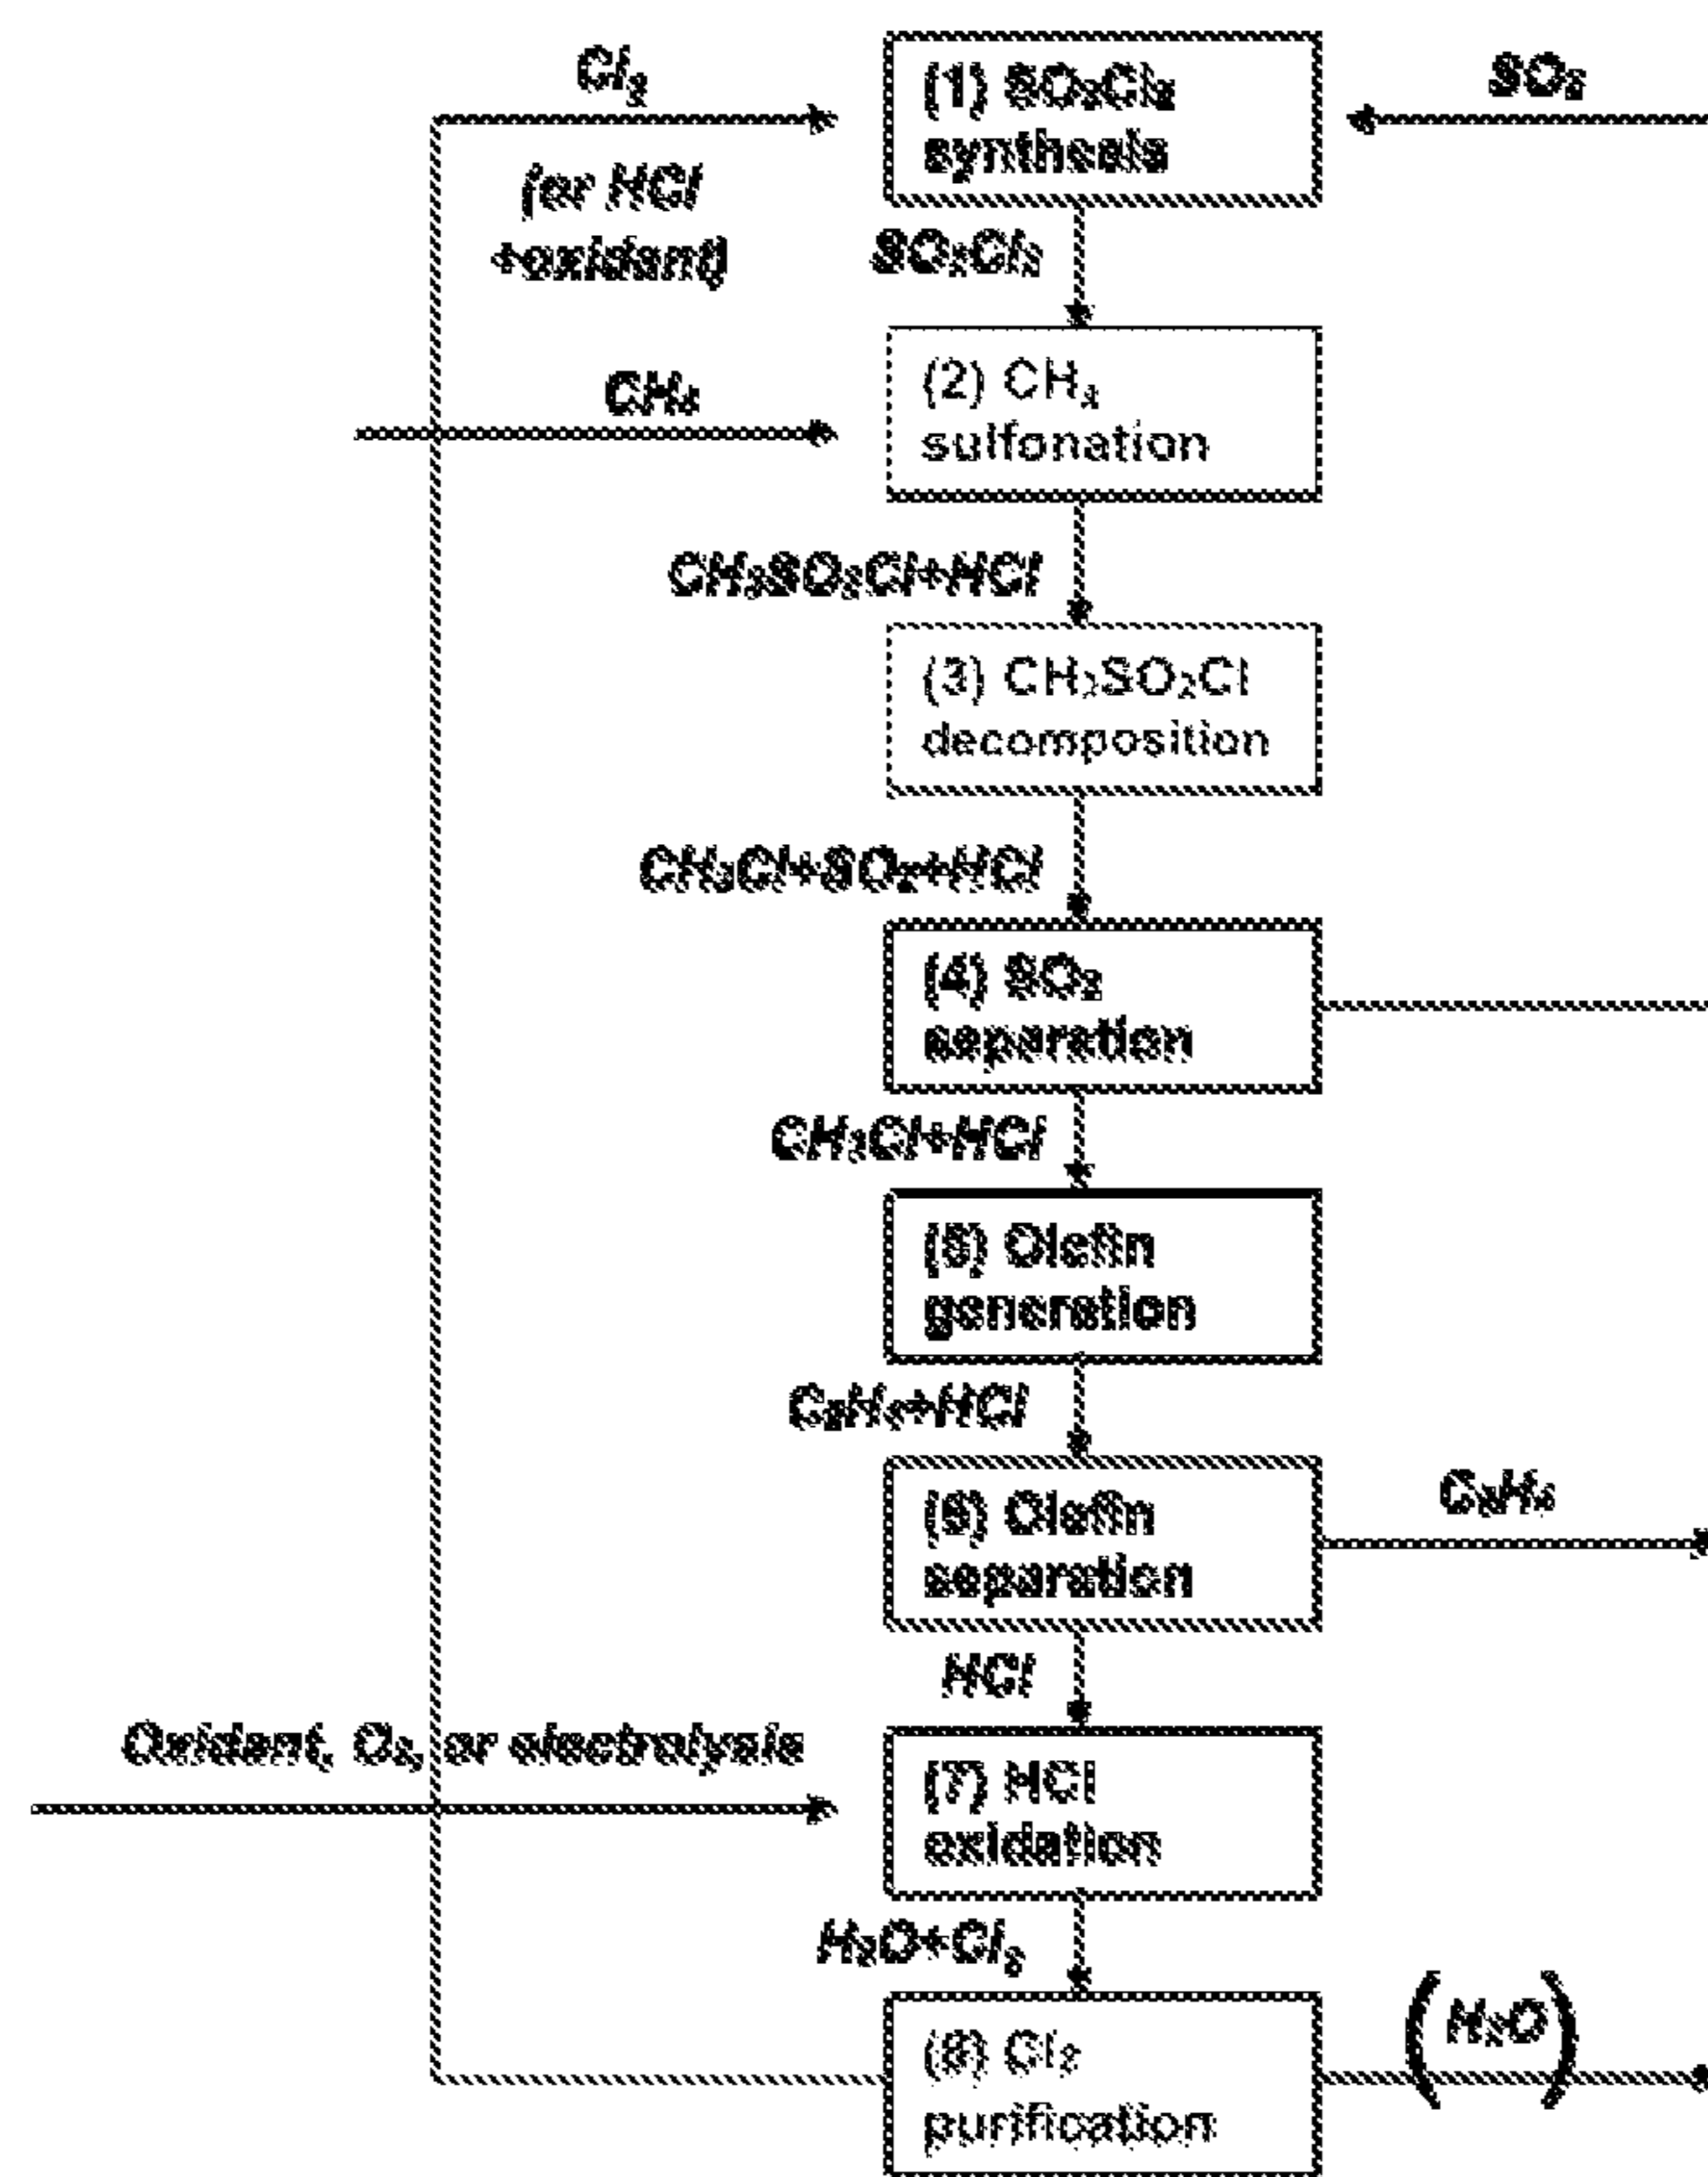 Cl₂
(1) SO₂Cl₂
synthesis
SO₂
[or HCl
+oxidant]
SO₂Cl₂
CH₄
(2) CH₄
sulfonation
CH₃SO₂Cl+HCl
(3) CH₃SO₂Cl
decomposition
CH₃Cl+SO₂+HCl
(4) SO₂
separation
CH₃Cl+HCl
(5) Olefin
generation
+HCl
(6) Olefin
separation
HCl
Oxidant, O₂, or electrolysis
(7) HCl
oxidation
H₂O+Cl₂
(8) Cl₂
purification
(H₂O)